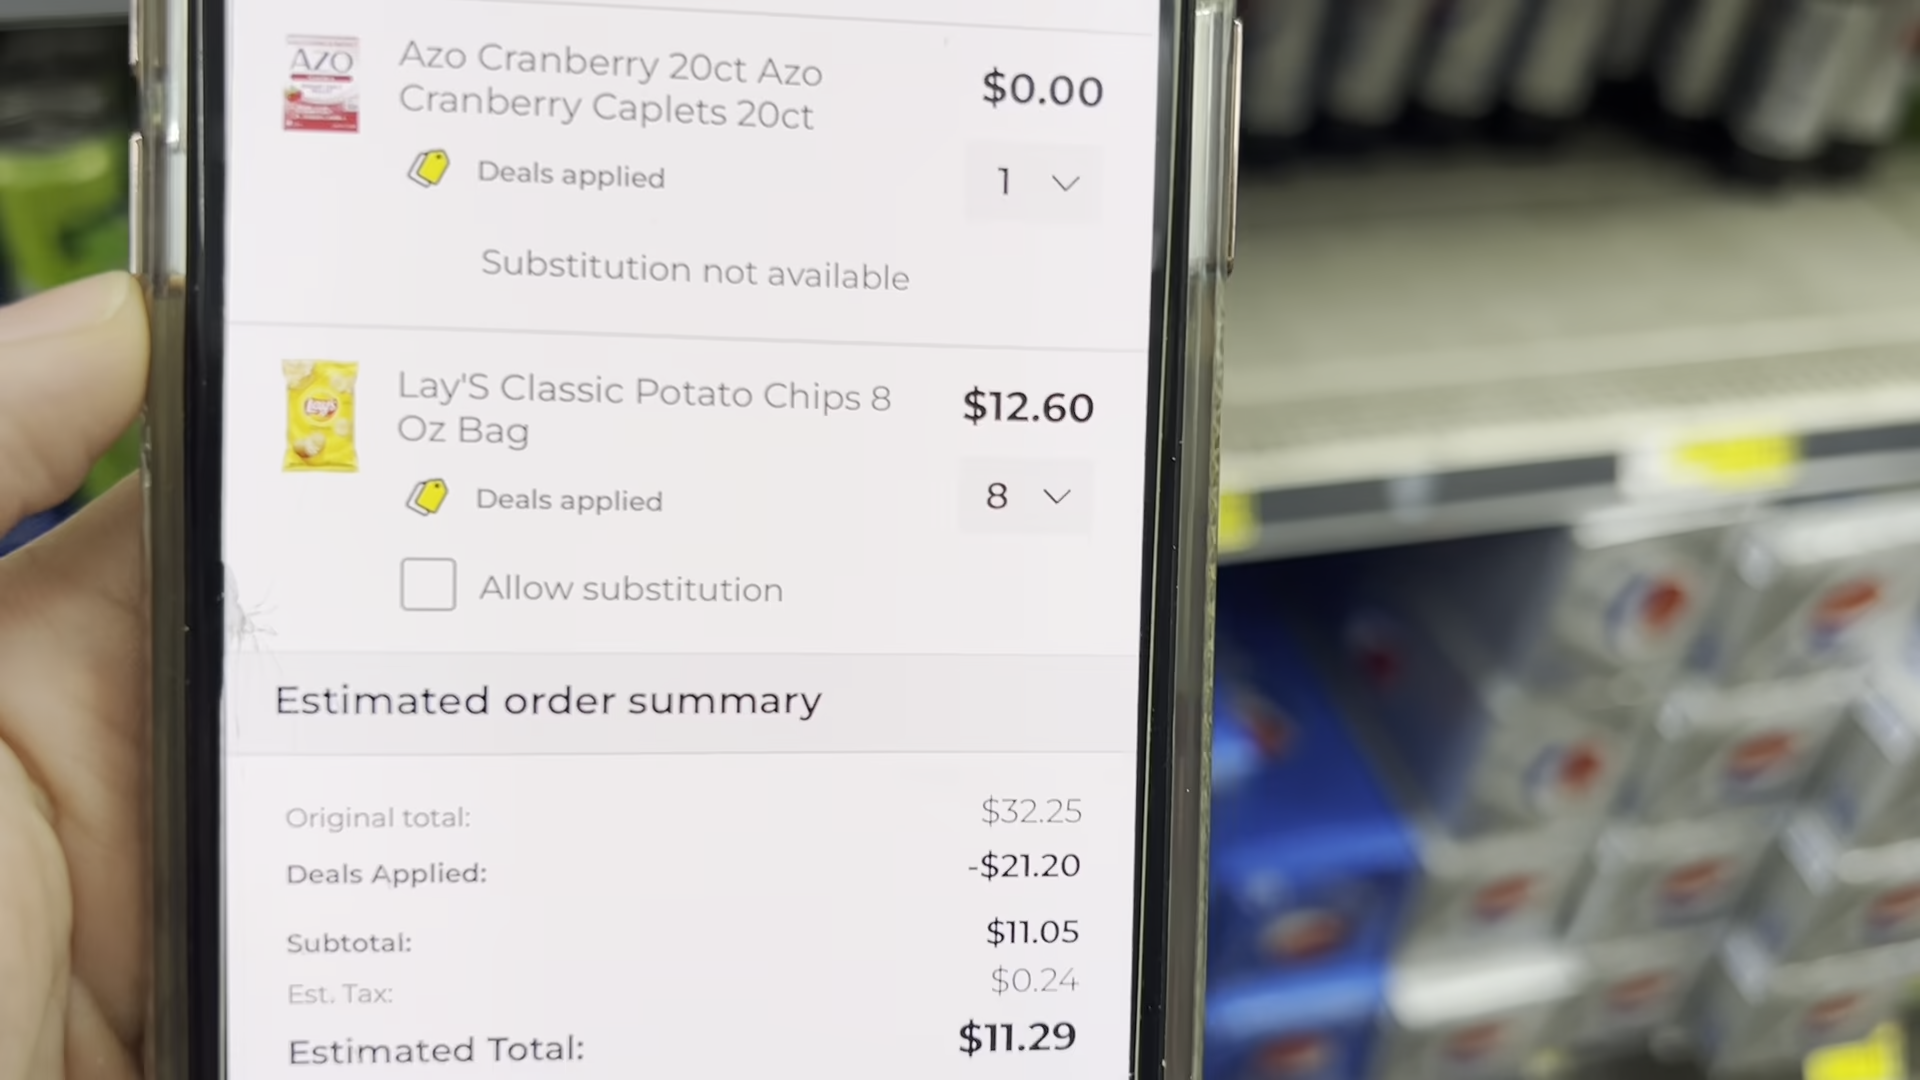 AZO
Azo Cranberry 20ct Azo
Cranberry Caplets 20ct
$0.00
Deals applied
1
Substitution not available
Lay's
Lay'S Classic Potato Chips 8
Oz Bag
$12.60
Deals applied
8
Allow substitution
Estimated order summary
Original total: $32.25
Deals Applied: -$21.20
Subtotal: $11.05
Est. Tax: $0.24
Estimated Total: $11.29